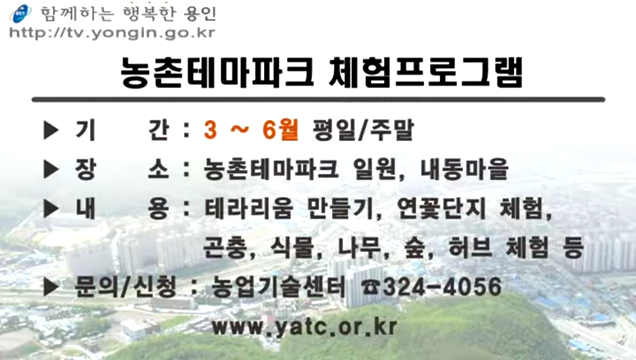 함께하는 행복한 용인
http://tv.yongin.go.kr
농촌테마파크 체험프로그램
▶ 기 간 : 3 ~ 6월 평일/주말
▶ 장 소 : 농촌테마파크 일원, 내동마을
▶ 내 용 : 테라리움 만들기, 연꽃단지 체험,
곤충, 식물, 나무, 숲, 허브 체험 등
▶ 문의/신청 : 농업기술센터 ☎324-4056
www.yatc.or.kr